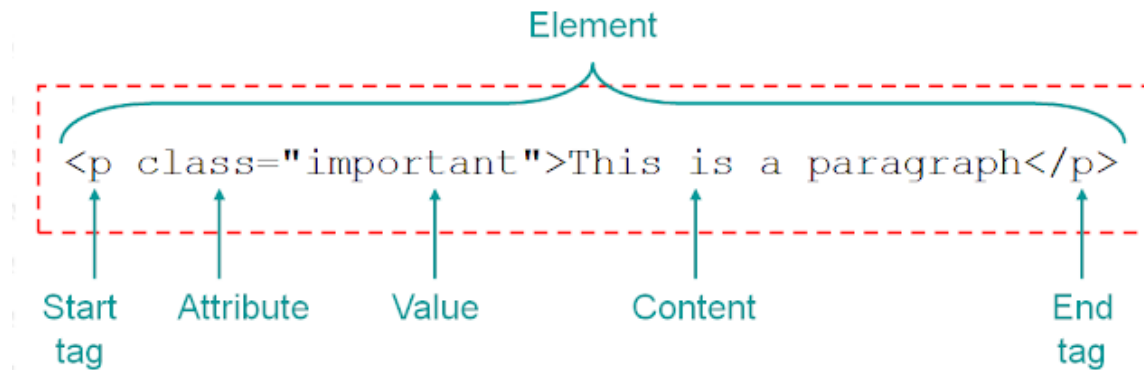 Element
<p class="important">This is a paragraph</p>
Start tag
Attribute
Value
Content
End tag